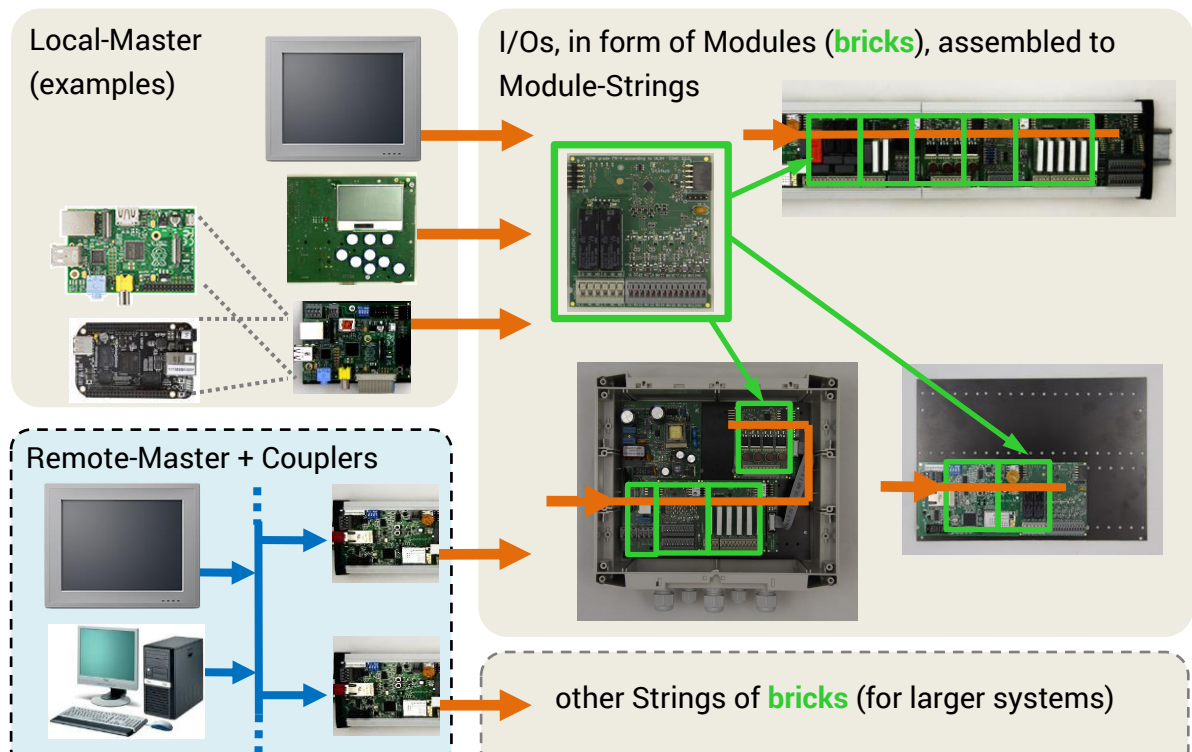 Local-Master
(examples)
I/Os, in form of Modules (bricks), assembled to
Module-Strings
Remote-Master + Couplers
other Strings of bricks (for larger systems)